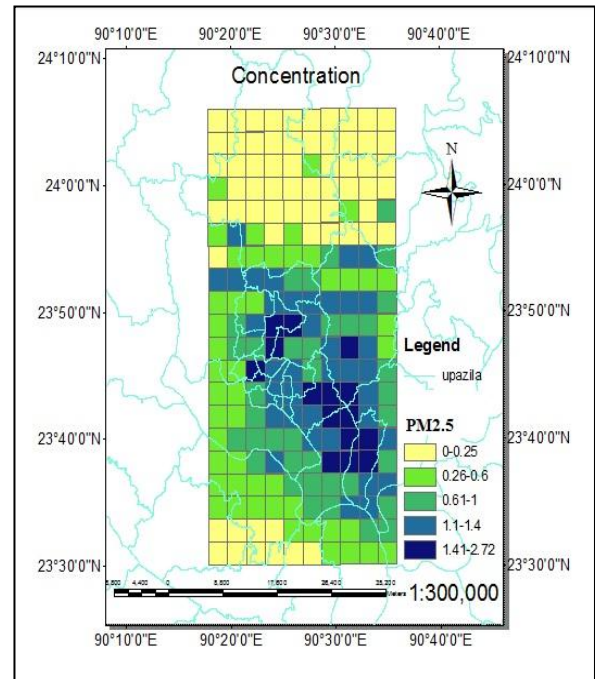 90°10'0"E 90°20'0"E 90°30'0"E 90°40'0"E
24°10'0"N 24°10'0"N
Concentration
N
24°0'0"N 24°0'0"N
23°50'0"N 23°50'0"N
Legend
upazila
23°40'0"N 23°40'0"N
PM2.5
0-0.25
0.26-0.6
0.61-1
1.1-1.4
1.41-2.72
23°30'0"N 23°30'0"N
4,400 0 17,600 26,400
Meters 1:300,000
90°10'0"E 90°20'0"E 90°30'0"E 90°40'0"E